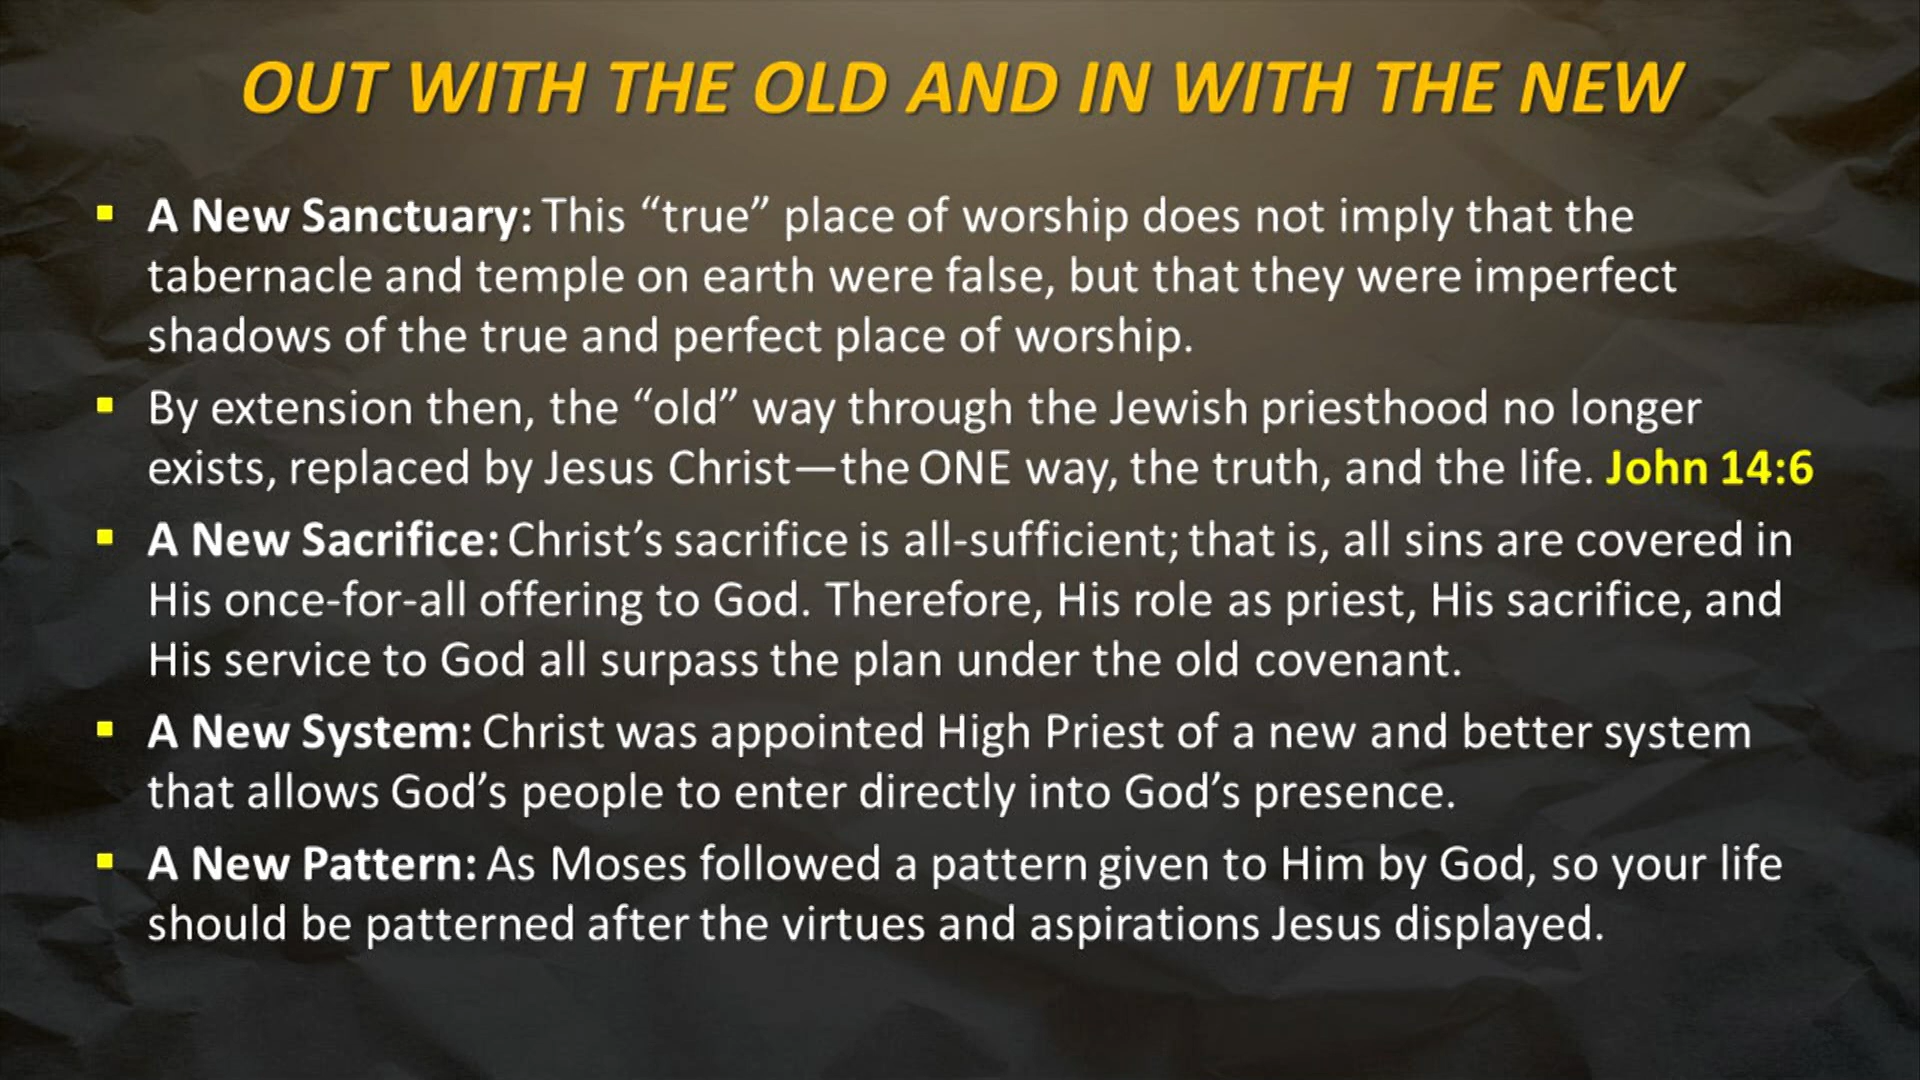 OUT WITH THE OLD AND IN WITH THE NEW
▪ A New Sanctuary: This “true” place of worship does not imply that the
tabernacle and temple on earth were false, but that they were imperfect
shadows of the true and perfect place of worship.
▪ By extension then, the “old” way through the Jewish priesthood no longer
exists, replaced by Jesus Christ—the ONE way, the truth, and the life. John 14:6
▪ A New Sacrifice: Christ’s sacrifice is all-sufficient; that is, all sins are covered in
His once-for-all offering to God. Therefore, His role as priest, His sacrifice, and
His service to God all surpass the plan under the old covenant.
▪ A New System: Christ was appointed High Priest of a new and better system
that allows God’s people to enter directly into God’s presence.
▪ A New Pattern: As Moses followed a pattern given to Him by God, so your life
should be patterned after the virtues and aspirations Jesus displayed.